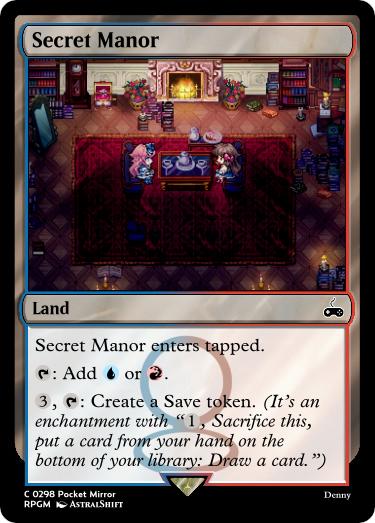 Secret Manor
Land
Secret Manor enters tapped.
: Add or .
3, : Create a Save token. (It's an
enchantment with “1, Sacrifice this,
put a card from your hand on the
bottom of your library: Draw a card.”)
C 0298 Pocket Mirror
RPGM AstralShift
Denny